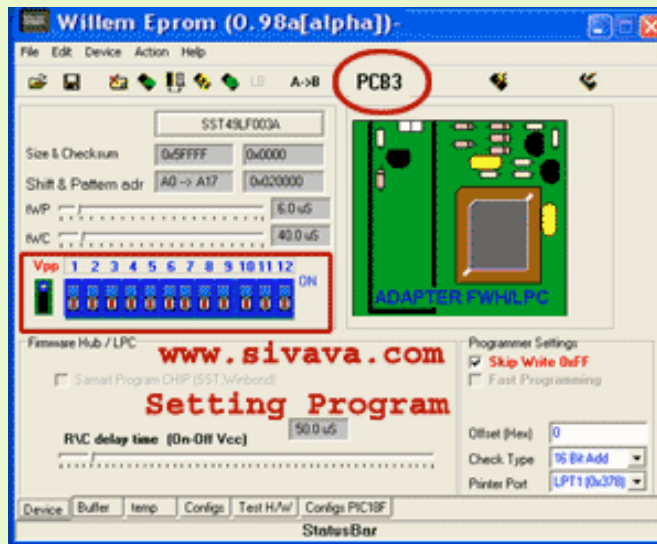 Willem Eprom (0.98a[alpha])-
File Edit Device Action Help
LB A->B PCB3
SST49LF003A
Size & Checksum 0x5FFFF 0x0000
Shift & Pattern adr A0 -> A17 0x020000
tWP 6.0 uS
tWC 40.0 uS
Vpp 1 2 3 4 5 6 7 8 9 10 11 12
ON
ADAPTER FWH/LPC
Firmware Hub / LPC
www.sivava.com
Samart Program CHIP (SST,Winbond)
Setting Program
R\C delay time (On-Off Vcc) 50.0 uS
Programmer Settings
Skip Write 0xFF
Fast Programming
Offset (Hex) 0
Check Type 16 Bit Add
Printer Port LPT1 (0x378)
Device Buffer temp Configs Test H/W Configs PIC18F
StatusBar